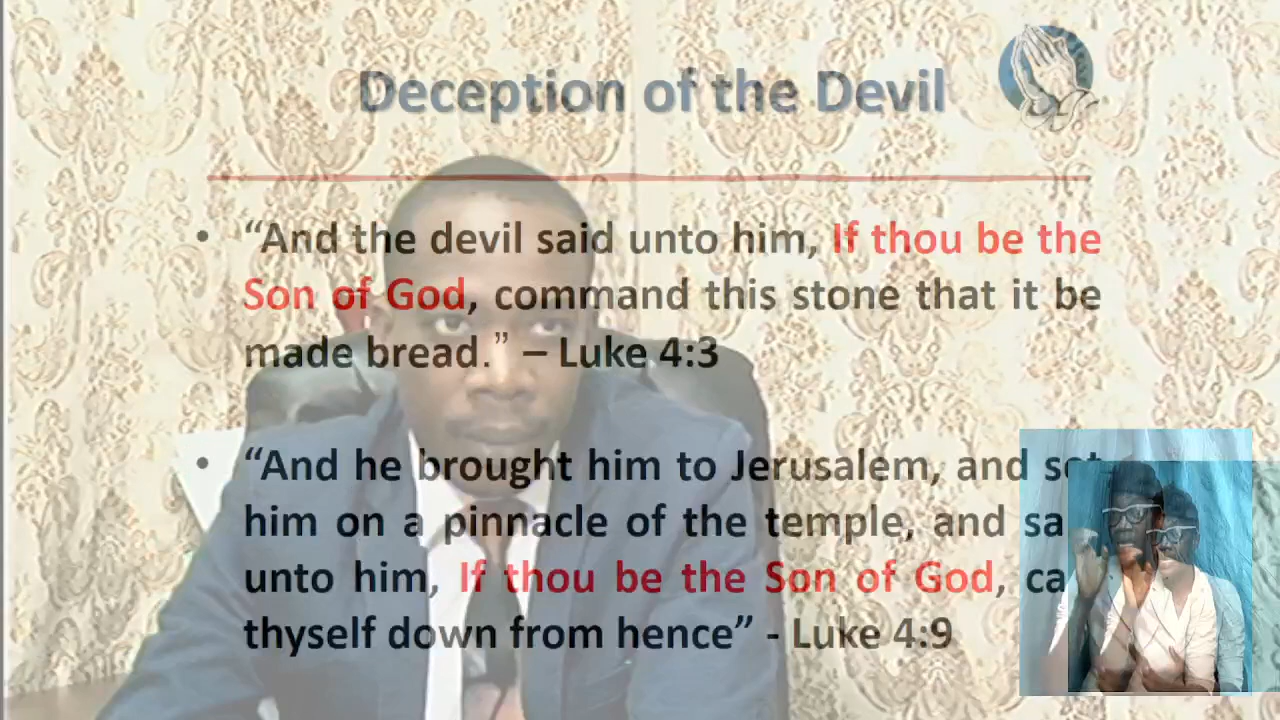 Deception of the Devil
• “And the devil said unto him, If thou be the
Son of God, command this stone that it be
made bread.” – Luke 4:3
• “And he brought him to Jerusalem, and set
him on a pinnacle of the temple, and sa
unto him, If thou be the Son of God, ca
thyself down from hence” - Luke 4:9